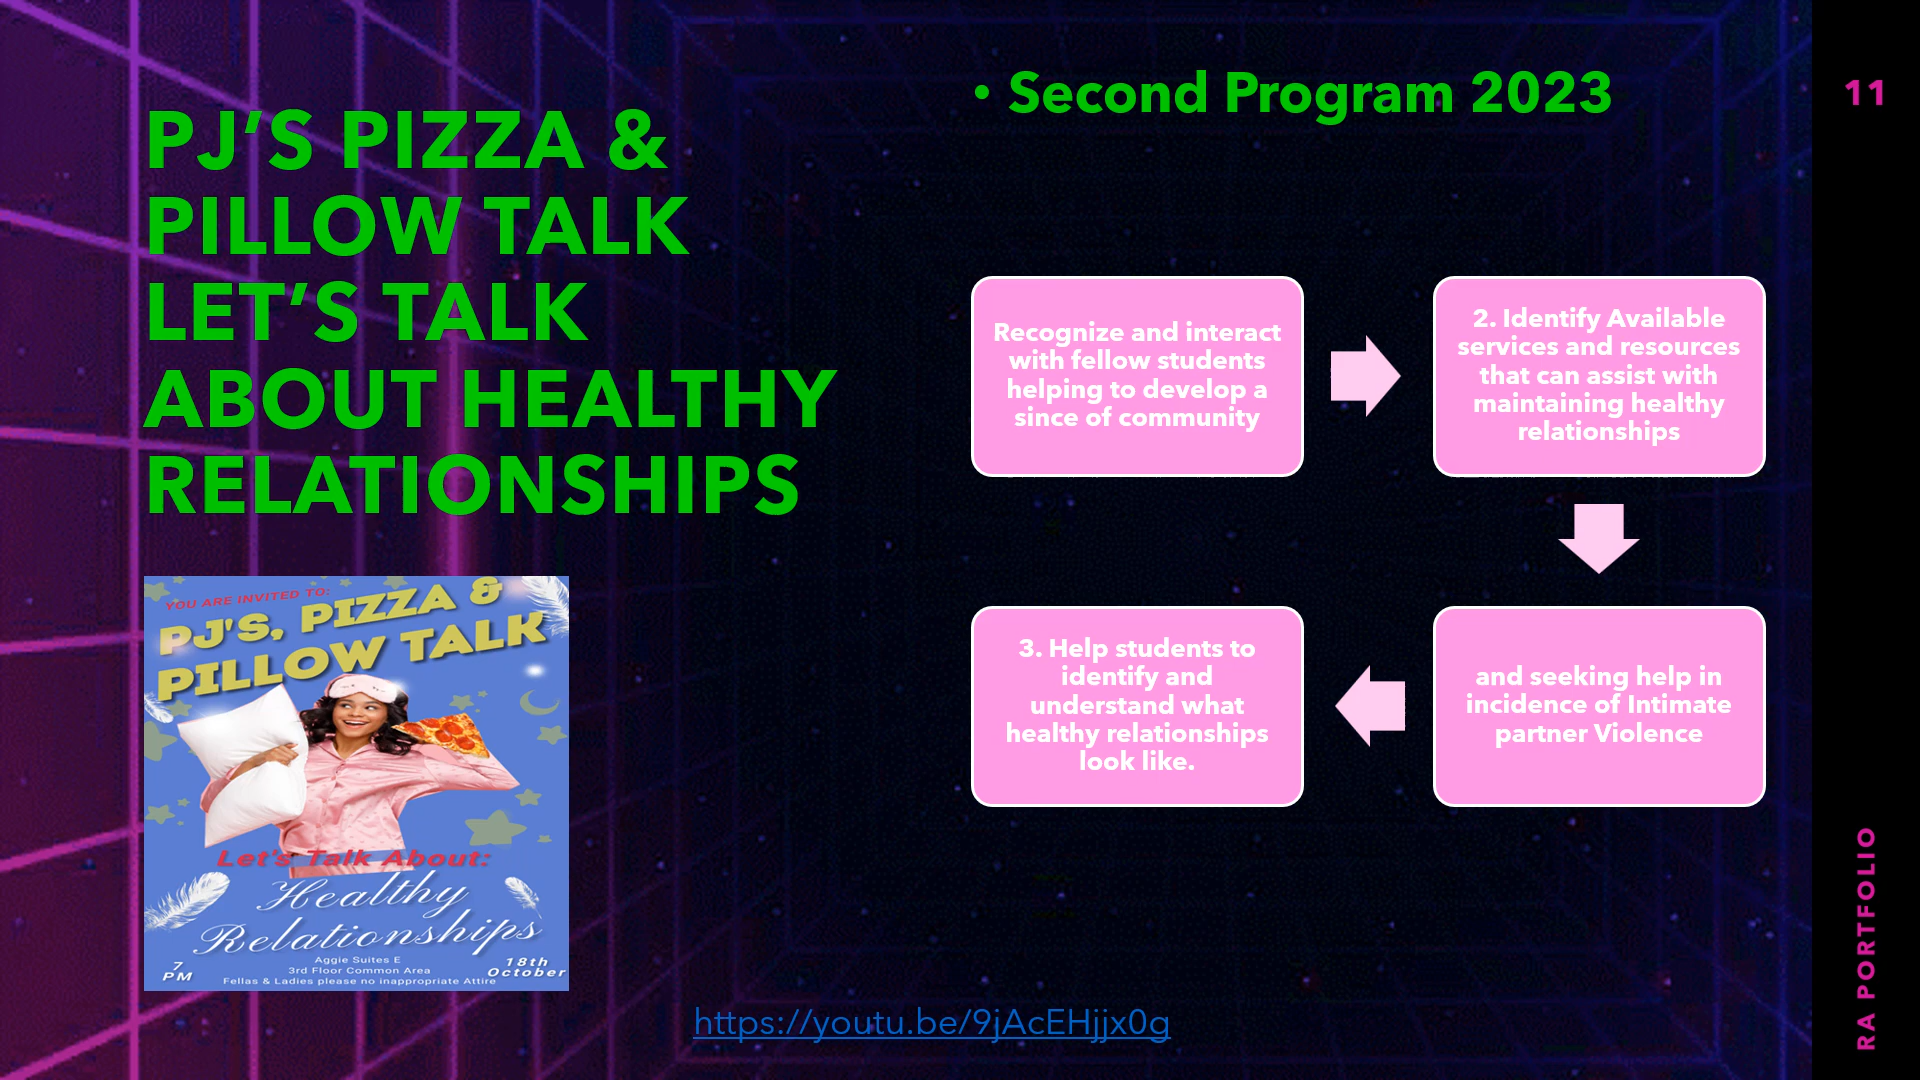 PJ’S PIZZA &
PILLOW TALK
LET’S TALK
ABOUT HEALTHY
RELATIONSHIPS
• Second Program 2023
11
Recognize and interact
with fellow students
helping to develop a
since of community
2. Identify Available
services and resources
that can assist with
maintaining healthy
relationships
and seeking help in
incidence of Intimate
partner Violence
3. Help students to
identify and
understand what
healthy relationships
look like.
YOU ARE INVITED TO:
PJ'S, PIZZA &
PILLOW TALK
Let's Talk About:
Healthy
Relationships
7
PM
Aggie Suites E
3rd Floor Common Area
Fellas & Ladies please no inappropriate Attire
18th
October
https://youtu.be/9jAcEHjjx0g
RA PORTFOLIO